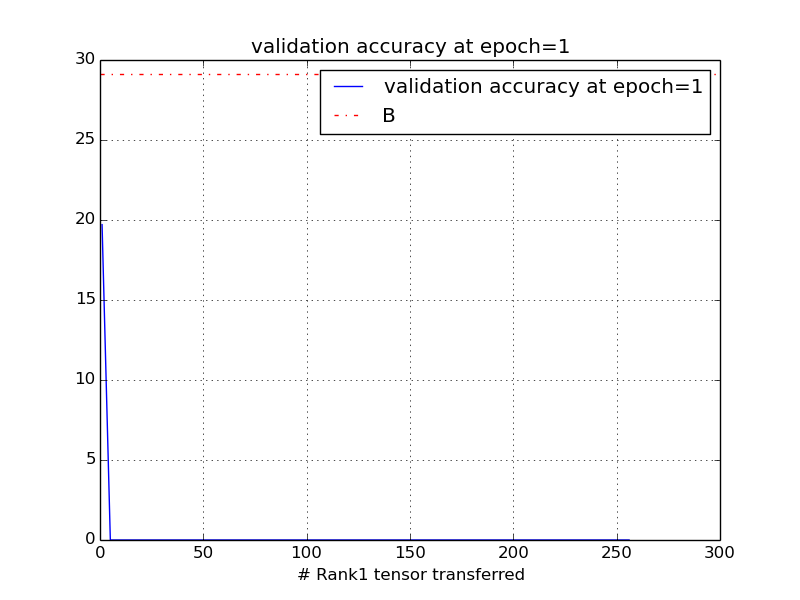 validation accuracy at epoch=1
30
25
20
15
10
5
0
validation accuracy at epoch=1
B
0 50 100 150 200 250 300
# Rank1 tensor transferred